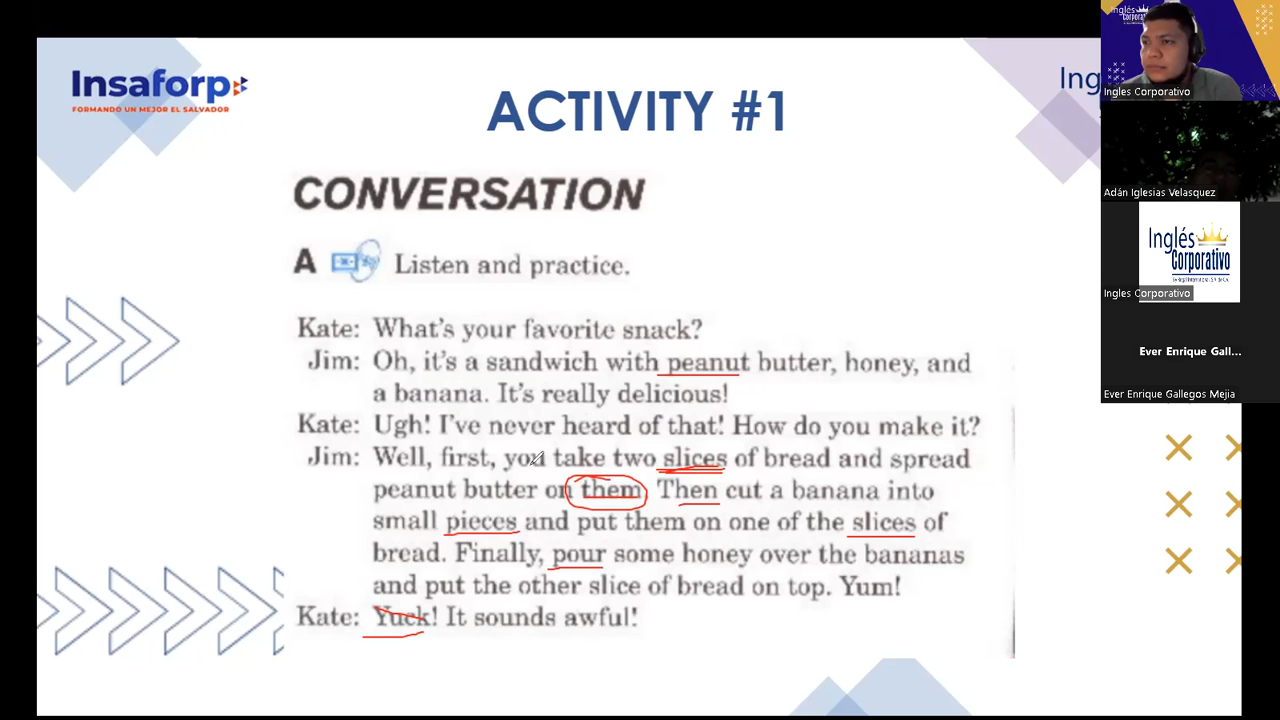 Insaforp
FORMANDO UN MEJOR EL SALVADOR
ACTIVITY #1
CONVERSATION
A Listen and practice.
Kate: What's your favorite snack?
Jim: Oh, it's a sandwich with peanut butter, honey, and
a banana. It's really delicious!
Kate: Ugh! I've never heard of that! How do you make it?
Jim: Well, first, you take two slices of bread and spread
peanut butter on them. Then cut a banana into
small pieces and put them on one of the slices of
bread. Finally, pour some honey over the bananas
and put the other slice of bread on top. Yum!
Kate: Yuck! It sounds awful!
Ing
Inglés
Corporativo
Ingles Corporativo
Adán Iglesias Velasquez
Inglés
Corporativo
Ingles Corporativo
Ever Enrique Gall...
Ever Enrique Gallegos Mejia